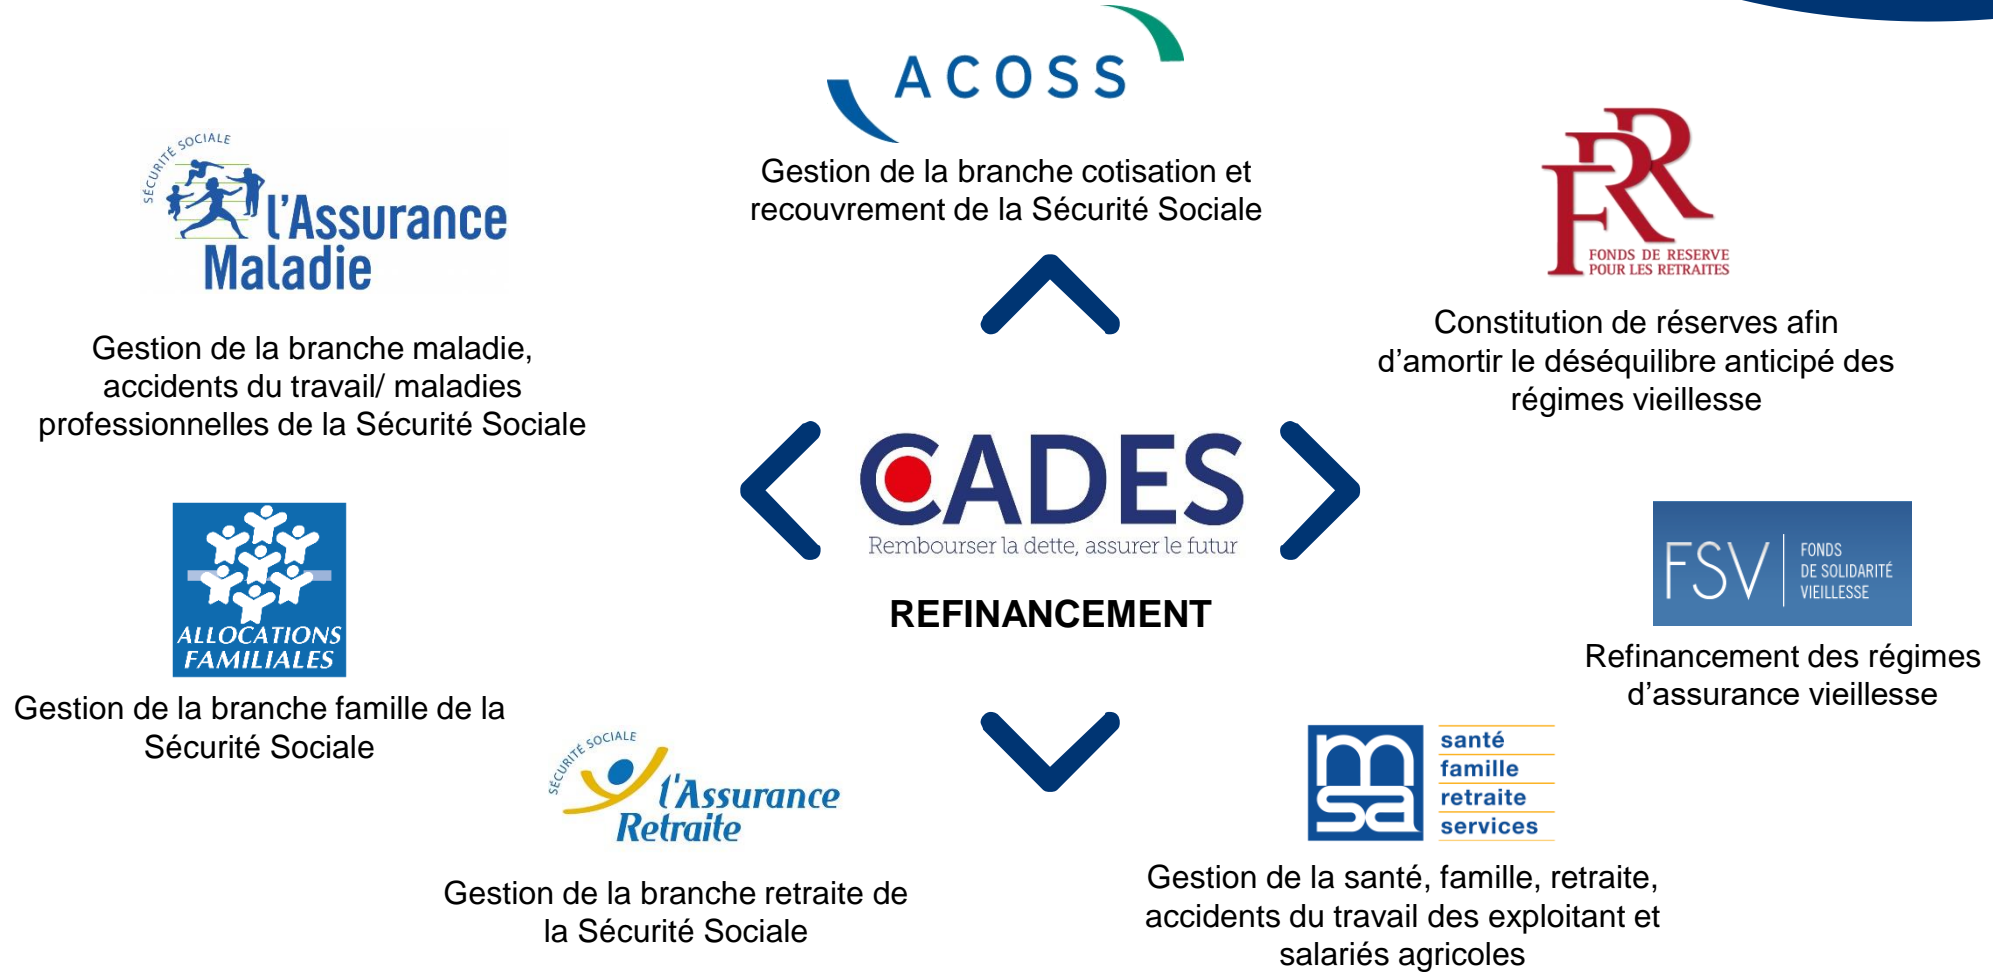 ACOSS
Gestion de la branche cotisation et
recouvrement de la Sécurité Sociale
SÉCURITÉ SOCIALE
l'Assurance
Maladie
Gestion de la branche maladie,
accidents du travail/ maladies
professionnelles de la Sécurité Sociale
FRR
FONDS DE RESERVE
POUR LES RETRAITES
Constitution de réserves afin
d’amortir le déséquilibre anticipé des
régimes vieillesse
CADES
Rembourser la dette, assurer le futur
REFINANCEMENT
ALLOCATIONS
FAMILIALES
Gestion de la branche famille de la
Sécurité Sociale
FSV
FONDS
DE SOLIDARITÉ
VIEILLESSE
Refinancement des régimes
d’assurance vieillesse
SÉCURITÉ SOCIALE
l'Assurance
Retraite
Gestion de la branche retraite de
la Sécurité Sociale
msa
santé
famille
retraite
services
Gestion de la santé, famille, retraite,
accidents du travail des exploitant et
salariés agricoles